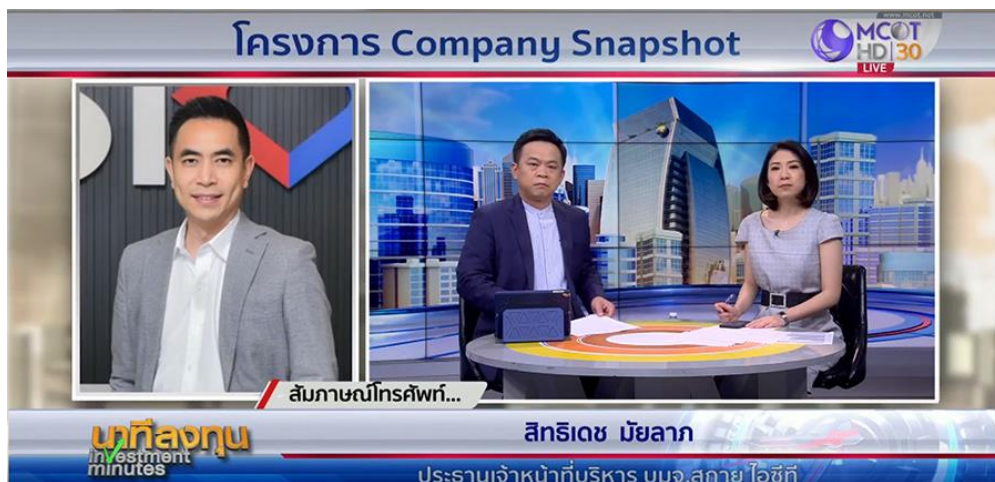 www.mcot.net
โครงการ Company Snapshot
MCOT
HD 30
LIVE
สัมภาษณ์โทรศัพท์...
นาทีลงทุน
investment
minutes
สิทธิเดช มัยลาภ
ประธานเจ้าหน้าที่บริหาร บมจ.สกาย ไอซีที